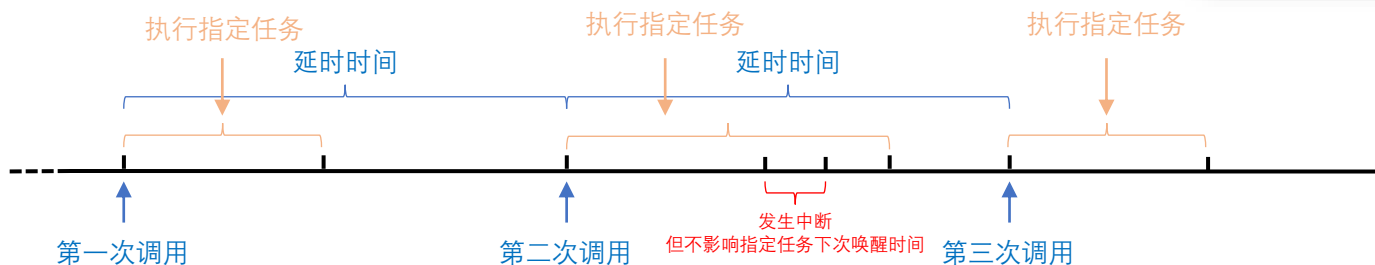 执行指定任务
执行指定任务
执行指定任务
延时时间
延时时间
发生中断
但不影响指定任务下次唤醒时间
第一次调用
第二次调用
第三次调用